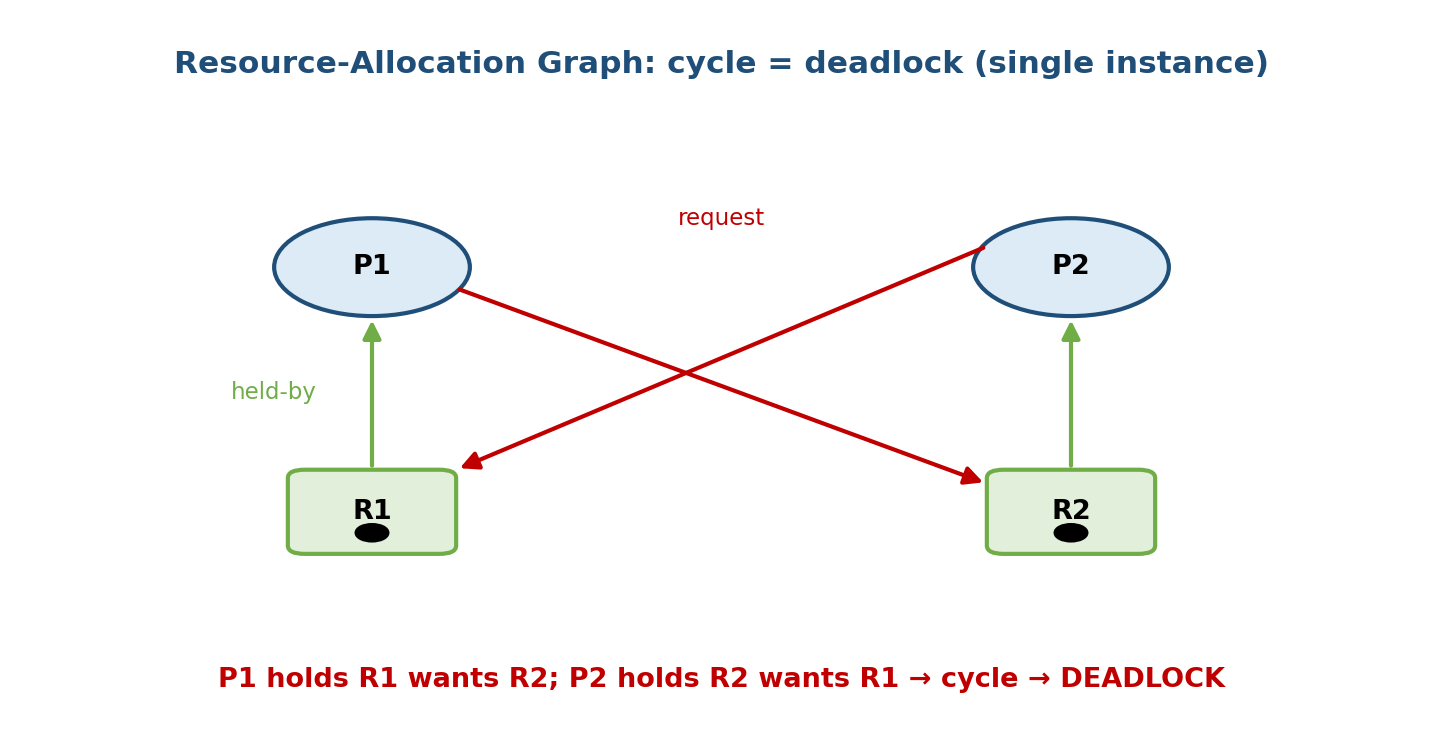 Resource-Allocation Graph: cycle = deadlock (single instance)
request
P1
P2
held-by
R1
R2
P1 holds R1 wants R2; P2 holds R2 wants R1 → cycle → DEADLOCK